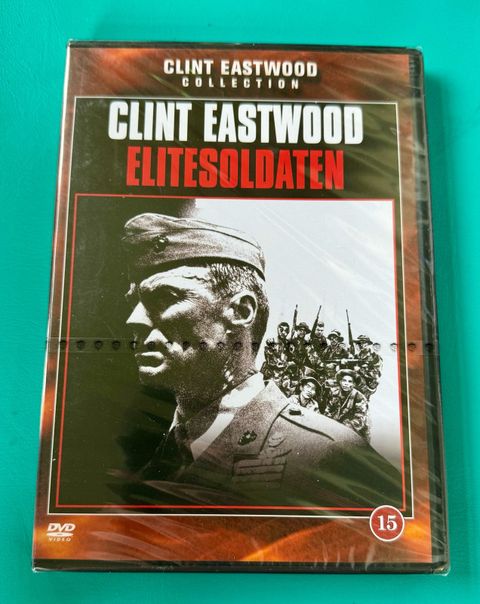 CLINT EASTWOOD
COLLECTION
CLINT EASTWOOD
ELITESOLDATEN
DVD
VIDEO
15